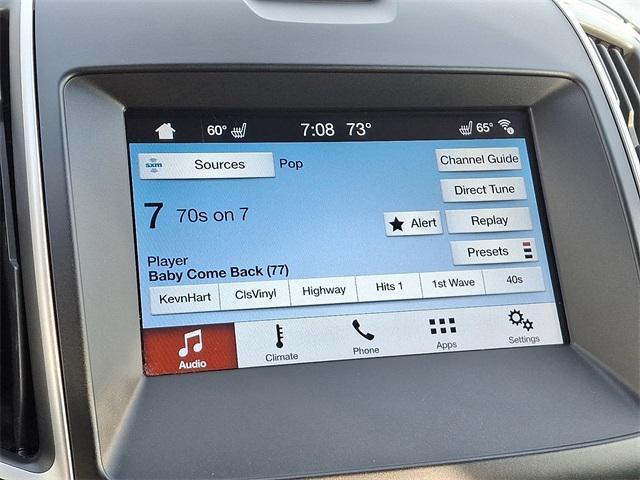 60° 7:08 73° 65°
sxm Sources Pop Channel Guide
Direct Tune
7 70s on 7
Alert Replay
Presets
Player
Baby Come Back (77)
KevnHart ClsVinyl Highway Hits 1 1st Wave 40s
Audio Climate Phone Apps Settings